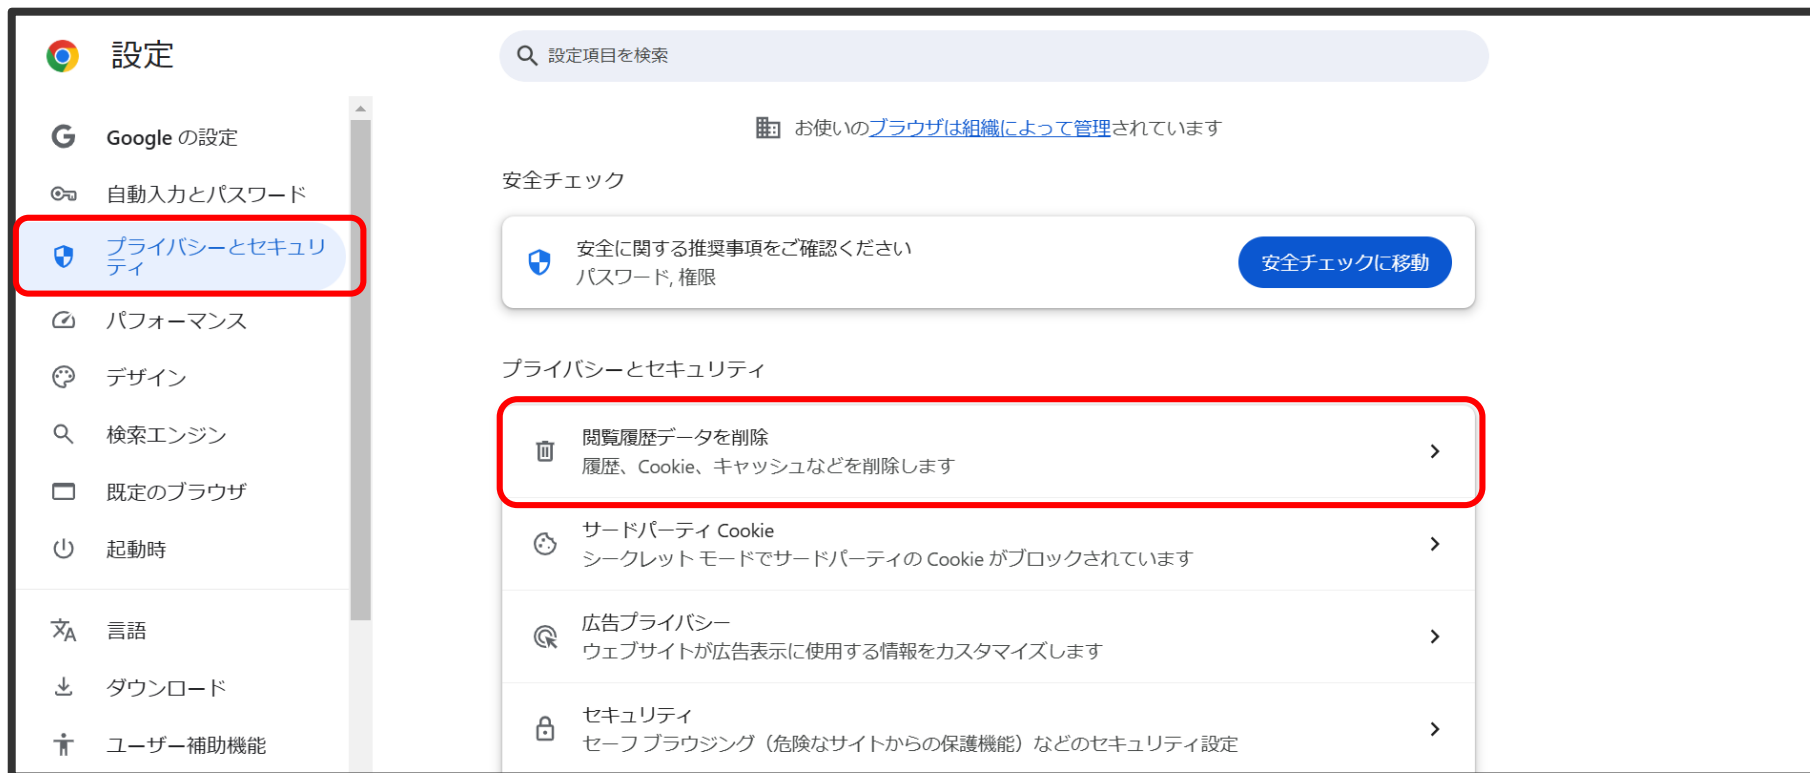 設定
設定項目を検索
Google の設定
自動入力とパスワード
プライバシーとセキュリ
ティ
パフォーマンス
デザイン
検索エンジン
既定のブラウザ
起動時
言語
ダウンロード
ユーザー補助機能
お使いのブラウザは組織によって管理されています
安全チェック
安全に関する推奨事項をご確認ください
パスワード, 権限
安全チェックに移動
プライバシーとセキュリティ
閲覧履歴データを削除
履歴、Cookie、キャッシュなどを削除します
サードパーティ Cookie
シークレット モードでサードパーティの Cookie がブロックされています
広告プライバシー
ウェブサイトが広告表示に使用する情報をカスタマイズします
セキュリティ
セーフ ブラウジング（危険なサイトからの保護機能）などのセキュリティ設定